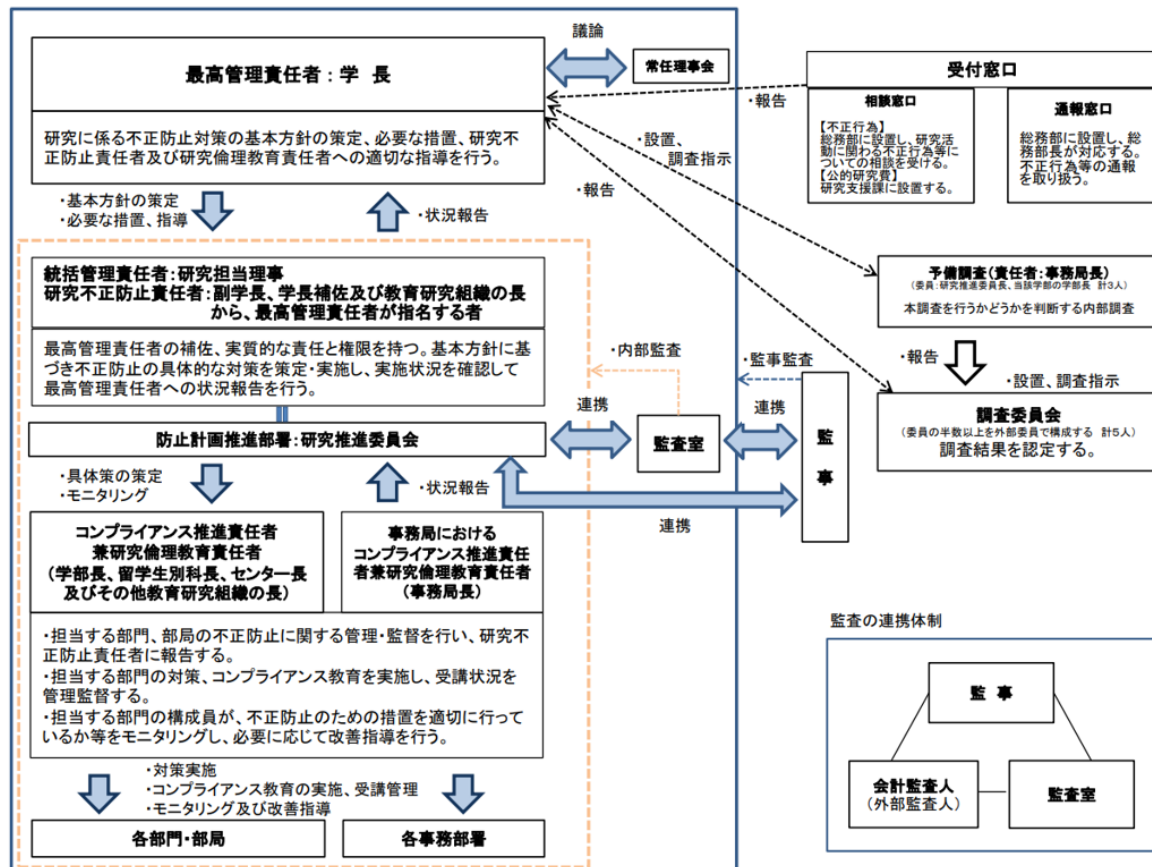 最高管理責任者：学 長
研究に係る不正防止対策の基本方針の策定、必要な措置、研究不
正防止責任者及び研究倫理教育責任者への適切な指導を行う。
議論
常任理事会
受付窓口
相談窓口
【不正行為】
総務部に設置し、研究活
動に関わる不正行為等に
ついての相談を受ける。
【公的研究費】
研究支援課に設置する。
通報窓口
総務部に設置し、総
務部長が対応する。
不正行為等の通報
を取り扱う。
・報告
・設置、
調査指示
・報告
・基本方針の策定
・必要な措置、指導
・状況報告
統括管理責任者：研究担当理事
研究不正防止責任者：副学長、学長補佐及び教育研究組織の長
から、最高管理責任者が指名する者
最高管理責任者の補佐、実質的な責任と権限を持つ。基本方針に基
づき不正防止の具体的な対策を策定・実施し、実施状況を確認して
最高管理責任者への状況報告を行う。
予備調査（責任者：事務局長）
（委員：研究推進委員長、当該学部の学部長 計3人）
本調査を行うかどうかを判断する内部調査
・報告
・設置、調査指示
調査委員会
（委員の半数以上を外部委員で構成する 計5人）
調査結果を認定する。
・内部監査
・監事監査
防止計画推進部署：研究推進委員会
連携
監査室
連携
監
事
連携
・具体策の策定
・モニタリング
・状況報告
コンプライアンス推進責任者
兼研究倫理教育責任者
（学部長、留学生別科長、センター長
及びその他教育研究組織の長）
事務局における
コンプライアンス推進責任
者兼研究倫理教育責任者
（事務局長）
・担当する部門、部局の不正防止に関する管理・監督を行い、研究不
正防止責任者に報告する。
・担当する部門の対策、コンプライアンス教育を実施し、受講状況を
管理監督する。
・担当する部門の構成員が、不正防止のための措置を適切に行って
いるか等をモニタリングし、必要に応じて改善指導を行う。
・対策実施
・コンプライアンス教育の実施、受講管理
・モニタリング及び改善指導
各部門・部局
各事務部署
監査の連携体制
監 事
会計監査人
（外部監査人）
監査室